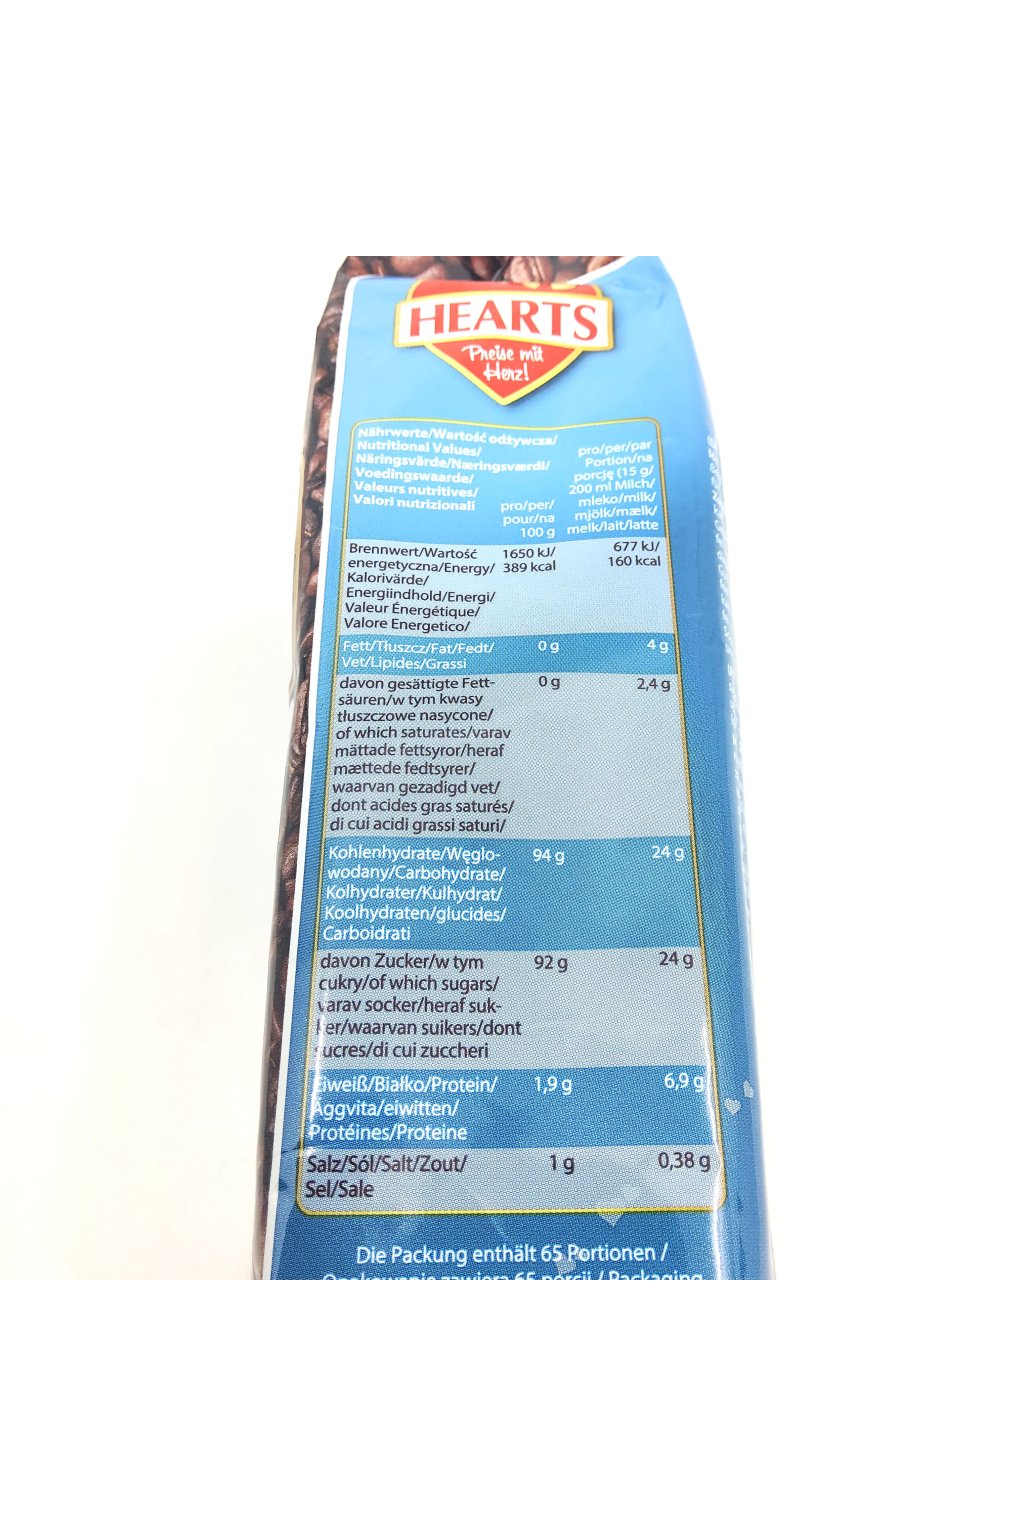 HEARTS
Preise mit
Herz!
Nährwerte/Wartość odżywcza/
Nutritional Values/
Näringsvärde/Næringsværdi/
Voedingswaarde/
Valeurs nutritives/
Valori nutrizionali
pro/per/
pour/na
100 g
pro/per/par
Portion/na
porcję (15 g/
200 ml Milch/
mleko/milk/
mjölk/mælk/
melk/lait/latte
Brennwert/Wartość 1650 kJ/ 677 kJ/
energetyczna/Energy/ 389 kcal 160 kcal
Kalorivärde/
Energiindhold/Energi/
Valeur Énergétique/
Valore Energetico/
Fett/Tłuszcz/Fat/Fedt/ 0 g 4 g
Vet/Lipides/Grassi
davon gesättigte Fett- 0 g 2,4 g
säuren/w tym kwasy
tłuszczowe nasycone/
of which saturates/varav
mättade fettsyror/heraf
mættede fedtsyrer/
waarvan gezadigd vet/
dont acides gras saturés/
di cui acidi grassi saturi/
Kohlenhydrate/Węglo- 94 g 24 g
wodany/Carbohydrate/
Kolhydrater/Kulhydrat/
Koolhydraten/glucides/
Carboidrati
davon Zucker/w tym 92 g 24 g
cukry/of which sugars/
varav socker/heraf suk-
ker/waarvan suikers/dont
sucres/di cui zuccheri
Eiweiß/Białko/Protein/ 1,9 g 6,9 g
Äggvita/eiwitten/
Protéines/Proteine
Salz/Sól/Salt/Zout/ 1 g 0,38 g
Sel/Sale
Die Packung enthält 65 Portionen /
Opakowanie zawiera 65 porcji / Packaging